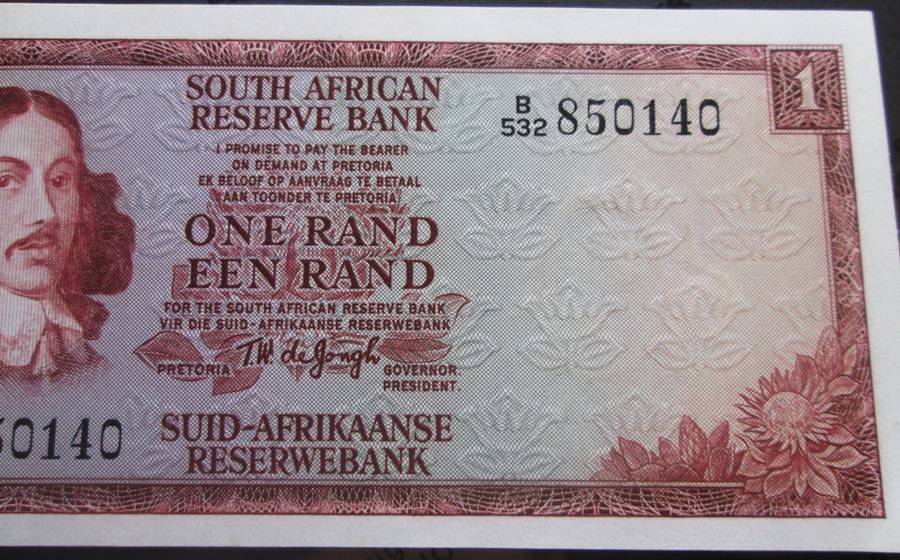 SOUTH AFRICAN
RESERVE BANK
B
532 850140
1
I PROMISE TO PAY THE BEARER
ON DEMAND AT PRETORIA
EK BELOOF OP AANVRAAG TE BETAAL
AAN TOONDER TE PRETORIA
ONE RAND
EEN RAND
FOR THE SOUTH AFRICAN RESERVE BANK
VIR DIE SUID-AFRIKAANSE RESERWEBANK
T.W. de Jongh
PRETORIA
GOVERNOR
PRESIDENT.
50140
SUID-AFRIKAANSE
RESERWEBANK